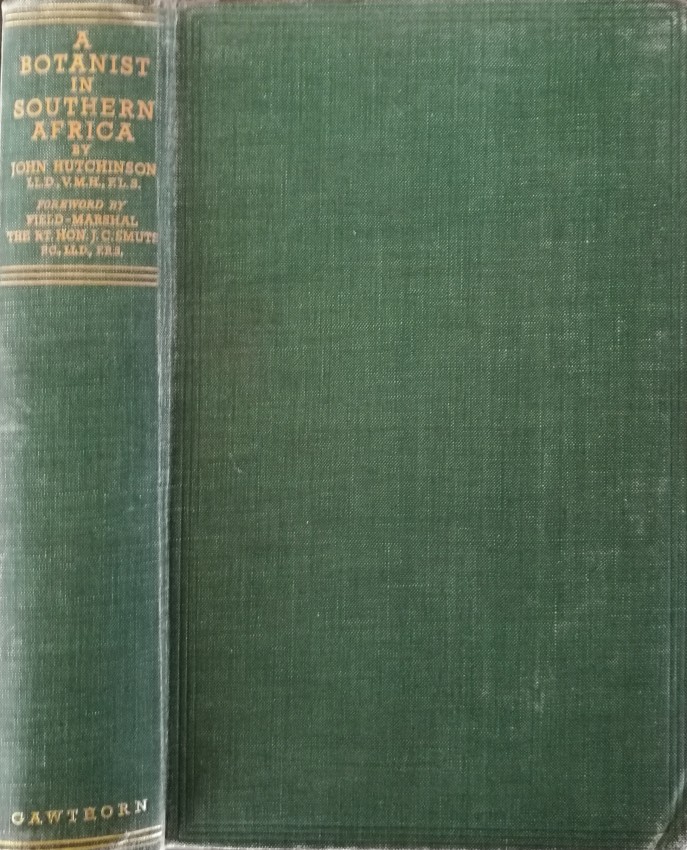 A
BOTANIST
IN
SOUTHERN
AFRICA
BY
JOHN HUTCHINSON
LL.D., V.M.H., F.L.S.
FOREWORD BY
FIELD-MARSHAL
THE RT. HON. J. C. SMUTS
P.C., LL.D., F.R.S.
GAWTHORN